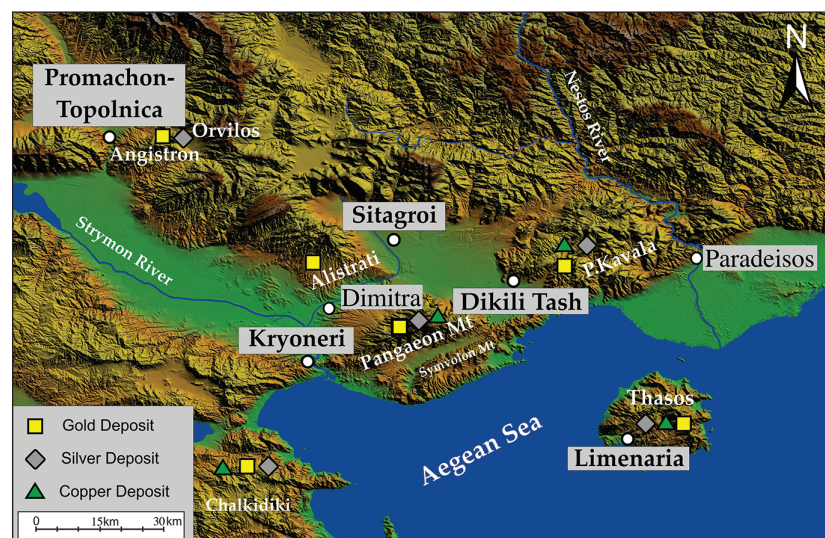 N
Promachon-
Topolnica
Orvilos
Angistron
Nestos River
Strymon River
Sitagroi
Alistrati
P.Kavala
Paradeisos
Dimitra
Dikili Tash
Kryoneri
Pangaeon Mt
Symvolon Mt
Thasos
Limenaria
Aegean Sea
Chalkidiki
Gold Deposit
Silver Deposit
Copper Deposit
0 15km 30km